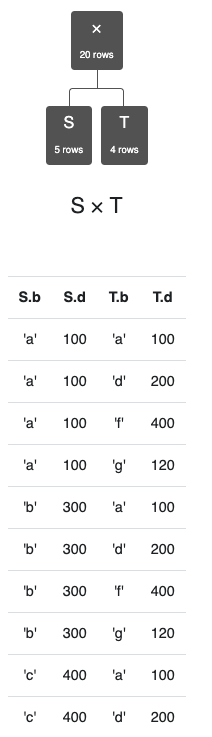 ×
20 rows
S T
5 rows 4 rows
S × T
S.b S.d T.b T.d
'a' 100 'a' 100
'a' 100 'd' 200
'a' 100 'f' 400
'a' 100 'g' 120
'b' 300 'a' 100
'b' 300 'd' 200
'b' 300 'f' 400
'b' 300 'g' 120
'c' 400 'a' 100
'c' 400 'd' 200